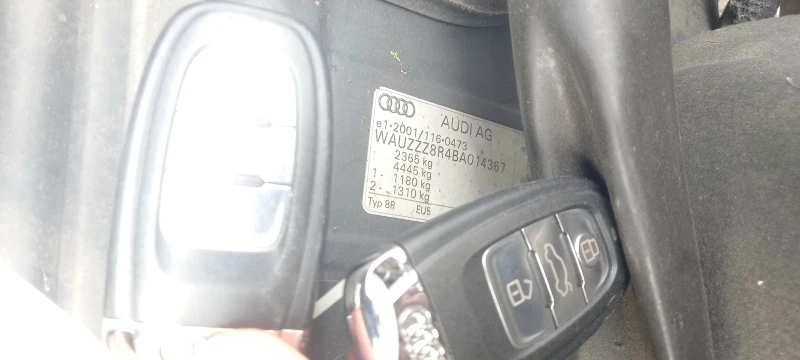 AUDI AG
e1*2001/116*0473
WAUZZZ8R4BA014367
2365 kg
4445 kg
1- 1180 kg
2- 1310 kg
Typ 8R EU5